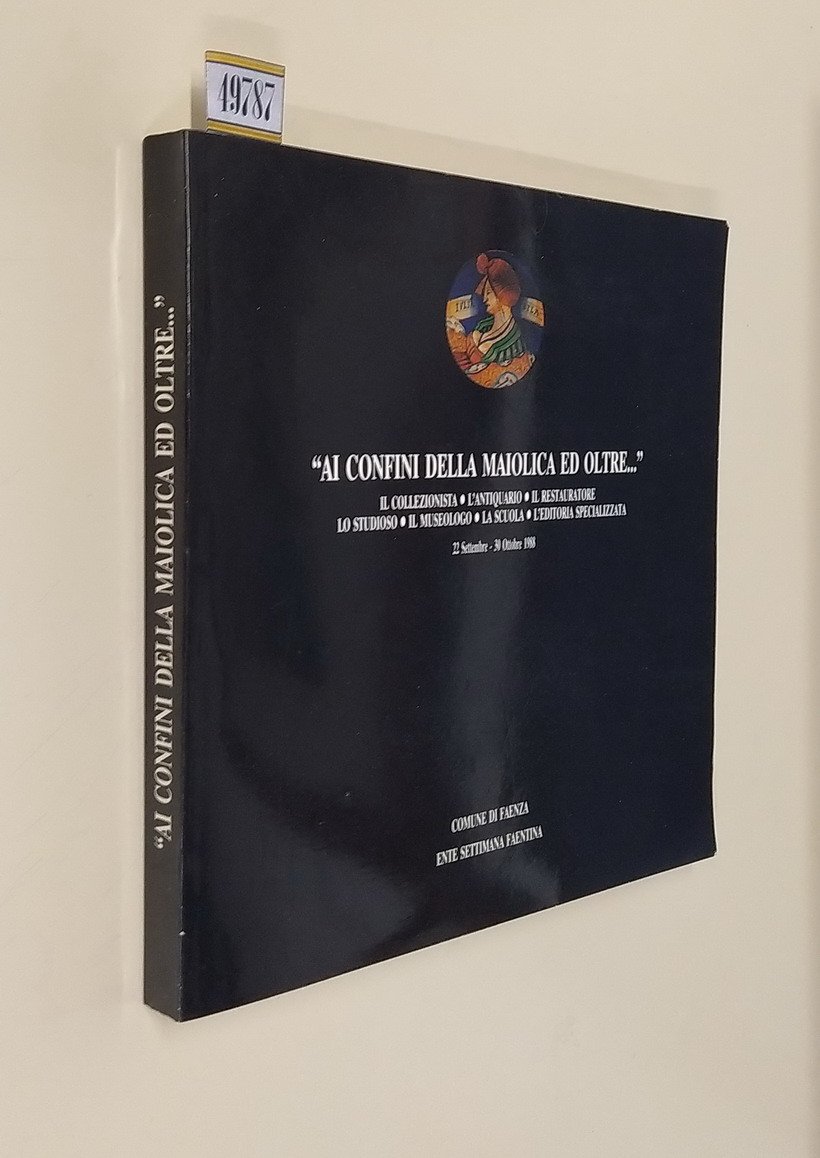 49787
"AI CONFINI DELLA MAIOLICA ED OLTRE..."
"AI CONFINI DELLA MAIOLICA ED OLTRE..."
IL COLLEZIONISTA • L'ANTIQUARIO • IL RESTAURATORE
LO STUDIOSO • IL MUSEOLOGO • LA SCUOLA • L'EDITORIA SPECIALIZZATA
22 Settembre - 30 Ottobre 1988
COMUNE DI FAENZA
ENTE SETTIMANA FAENTINA